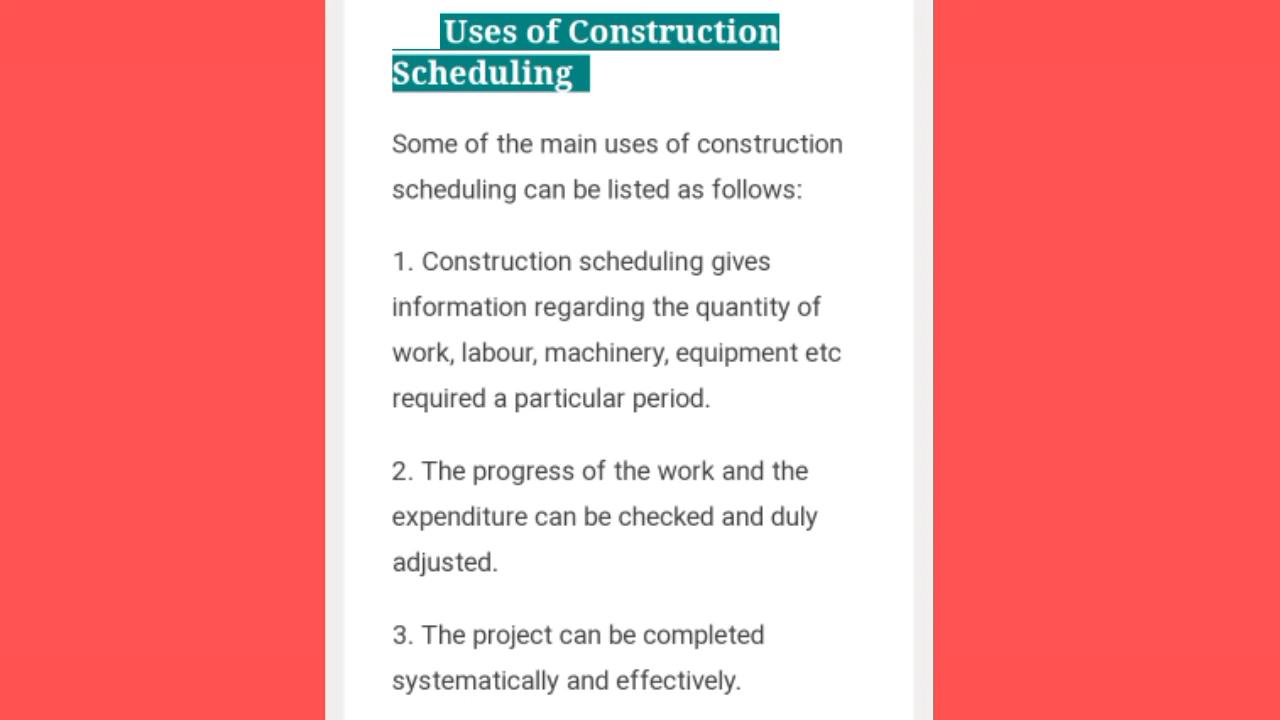 Uses of Construction
Scheduling
Some of the main uses of construction
scheduling can be listed as follows:
1. Construction scheduling gives
information regarding the quantity of
work, labour, machinery, equipment etc
required a particular period.
2. The progress of the work and the
expenditure can be checked and duly
adjusted.
3. The project can be completed
systematically and effectively.